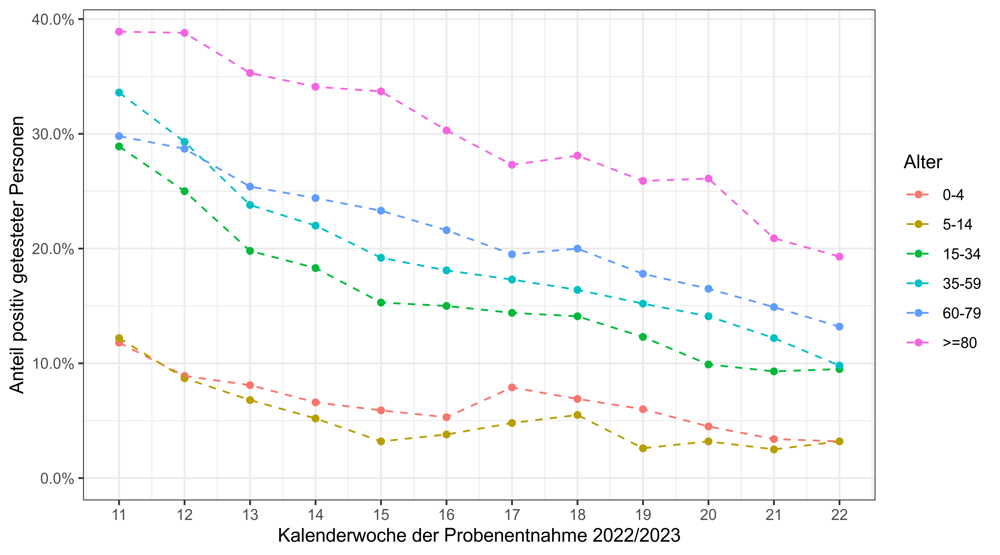 40.0%
30.0%
20.0%
10.0%
0.0%
Anteil positiv getesteter Personen
11 12 13 14 15 16 17 18 19 20 21 22
Kalenderwoche der Probenentnahme 2022/2023
Alter
0-4
5-14
15-34
35-59
60-79
>=80